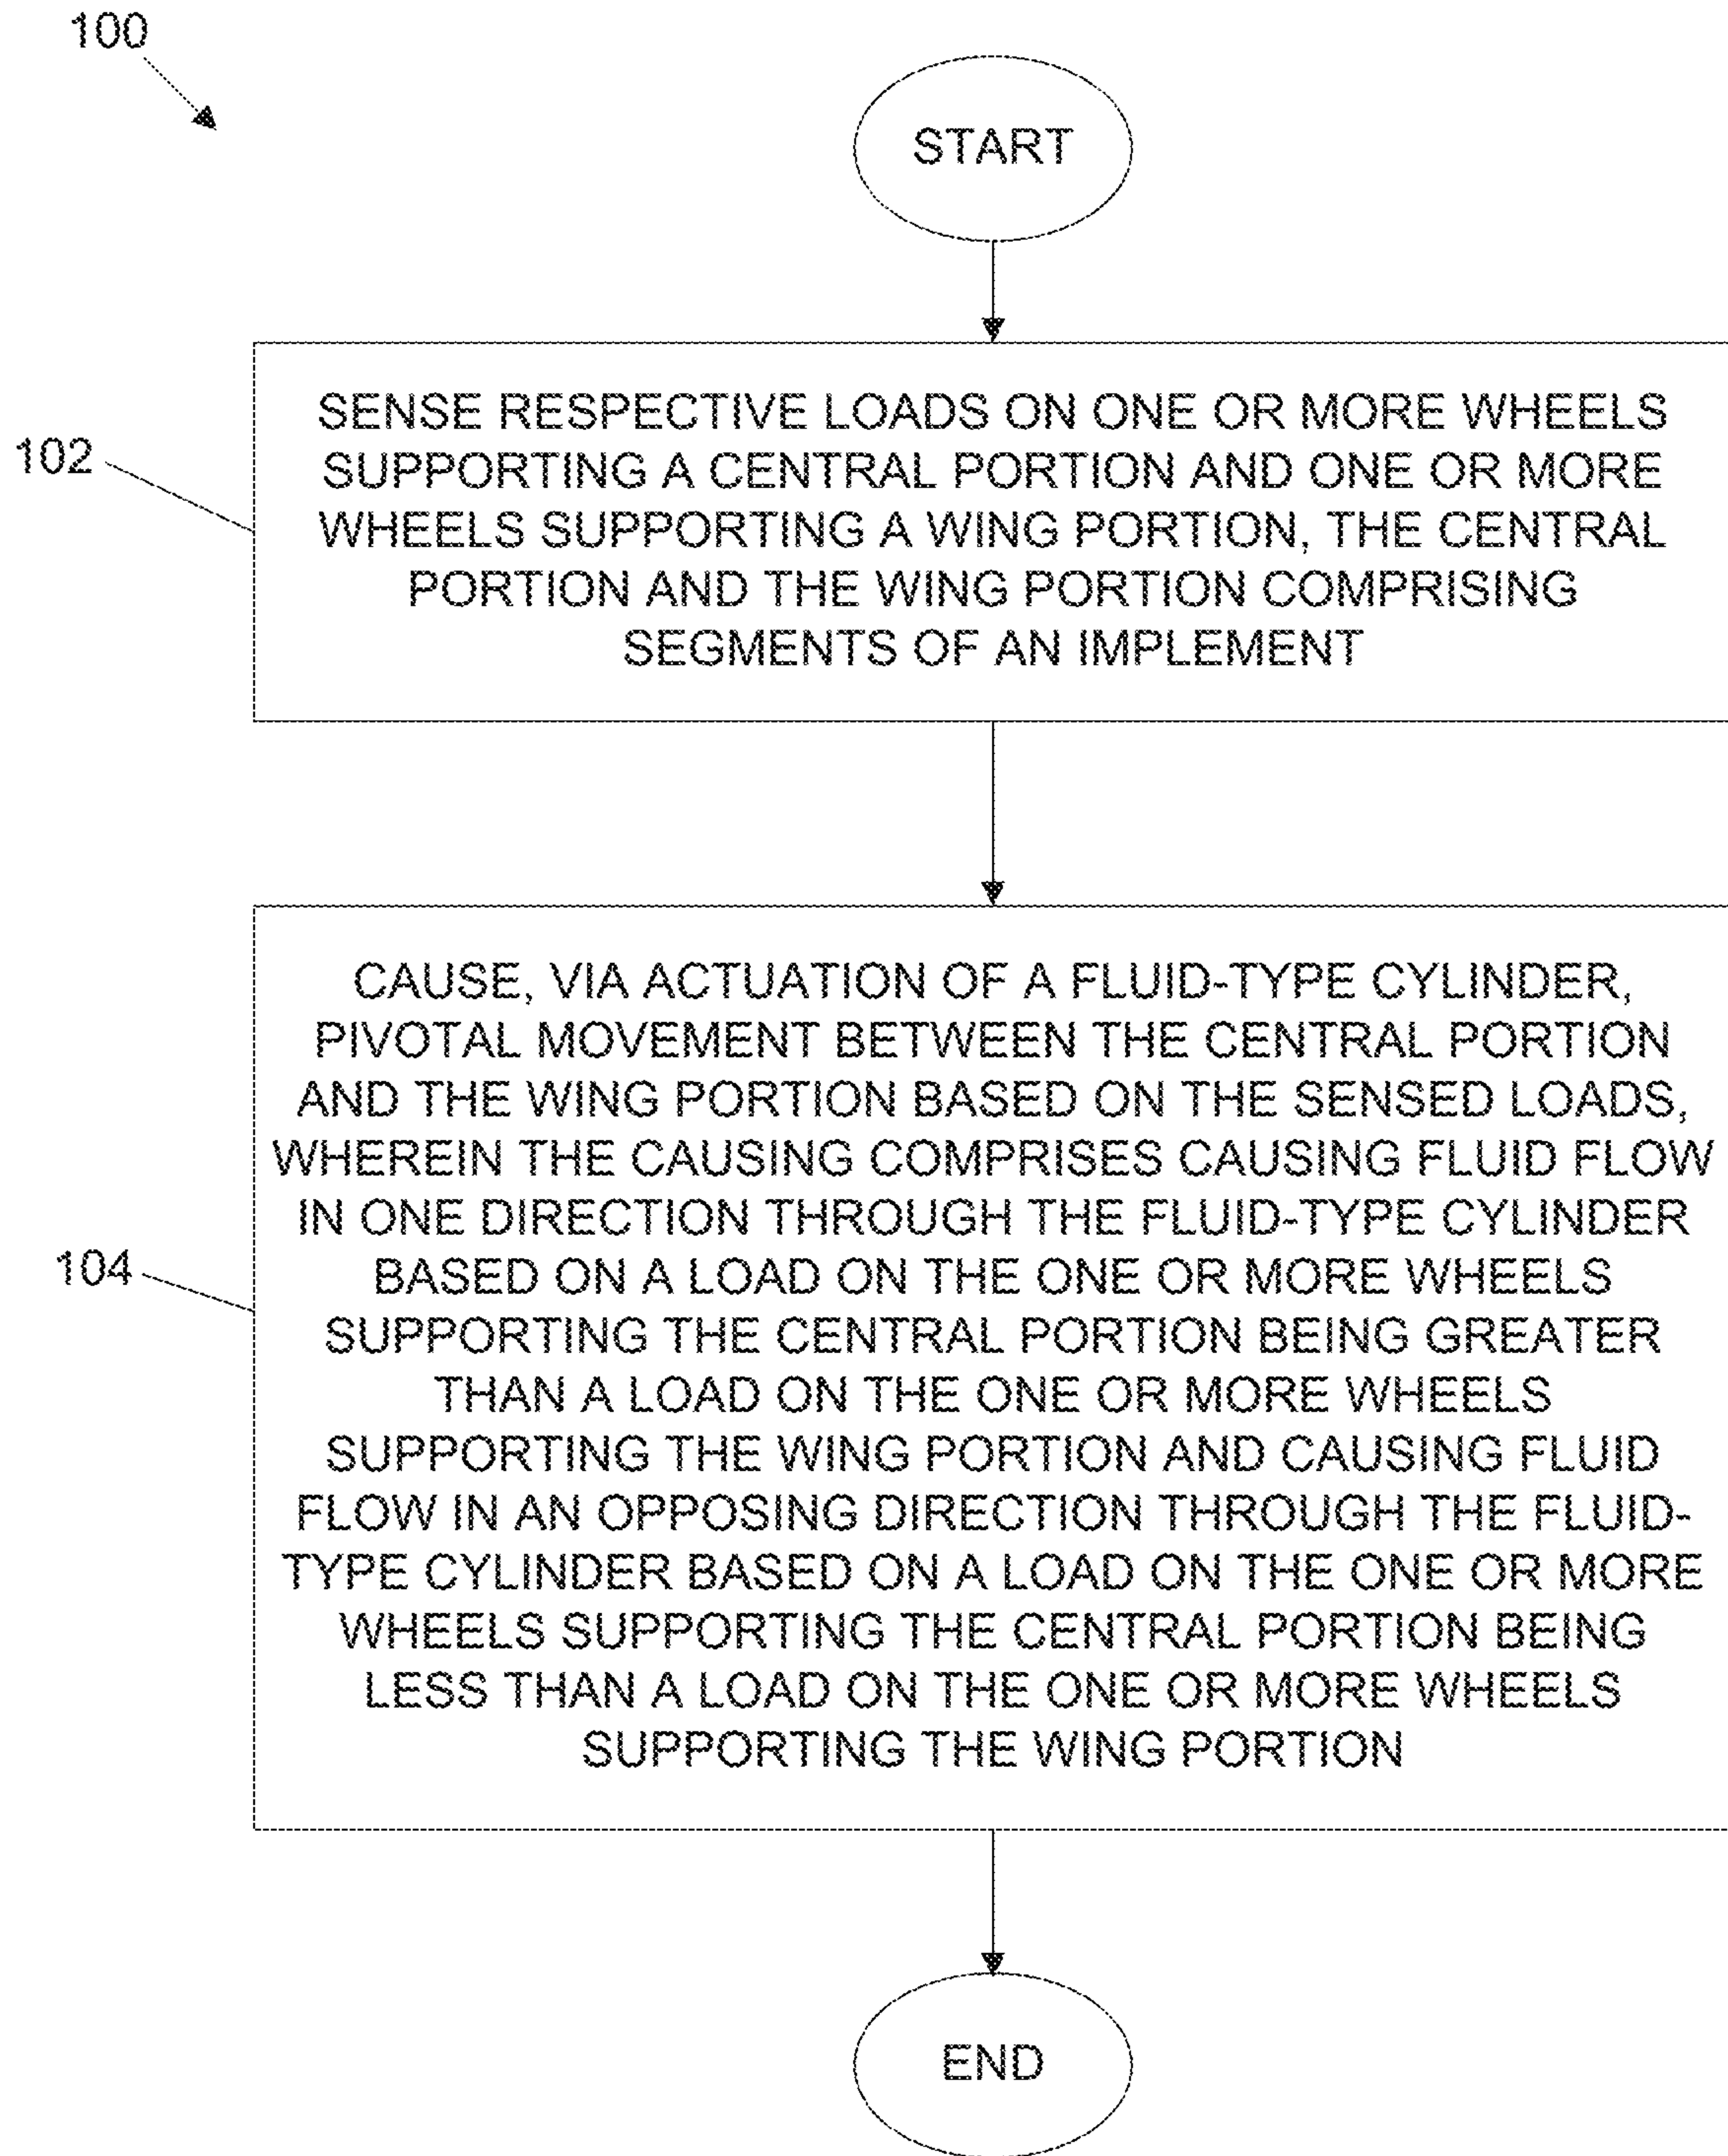 100
START
102
SENSE RESPECTIVE LOADS ON ONE OR MORE WHEELS
SUPPORTING A CENTRAL PORTION AND ONE OR MORE
WHEELS SUPPORTING A WING PORTION, THE CENTRAL
PORTION AND THE WING PORTION COMPRISING
SEGMENTS OF AN IMPLEMENT
104
CAUSE, VIA ACTUATION OF A FLUID-TYPE CYLINDER,
PIVOTAL MOVEMENT BETWEEN THE CENTRAL PORTION
AND THE WING PORTION BASED ON THE SENSED LOADS,
WHEREIN THE CAUSING COMPRISES CAUSING FLUID FLOW
IN ONE DIRECTION THROUGH THE FLUID-TYPE CYLINDER
BASED ON A LOAD ON THE ONE OR MORE WHEELS
SUPPORTING THE CENTRAL PORTION BEING GREATER
THAN A LOAD ON THE ONE OR MORE WHEELS
SUPPORTING THE WING PORTION AND CAUSING FLUID
FLOW IN AN OPPOSING DIRECTION THROUGH THE FLUID-
TYPE CYLINDER BASED ON A LOAD ON THE ONE OR MORE
WHEELS SUPPORTING THE CENTRAL PORTION BEING
LESS THAN A LOAD ON THE ONE OR MORE WHEELS
SUPPORTING THE WING PORTION
END